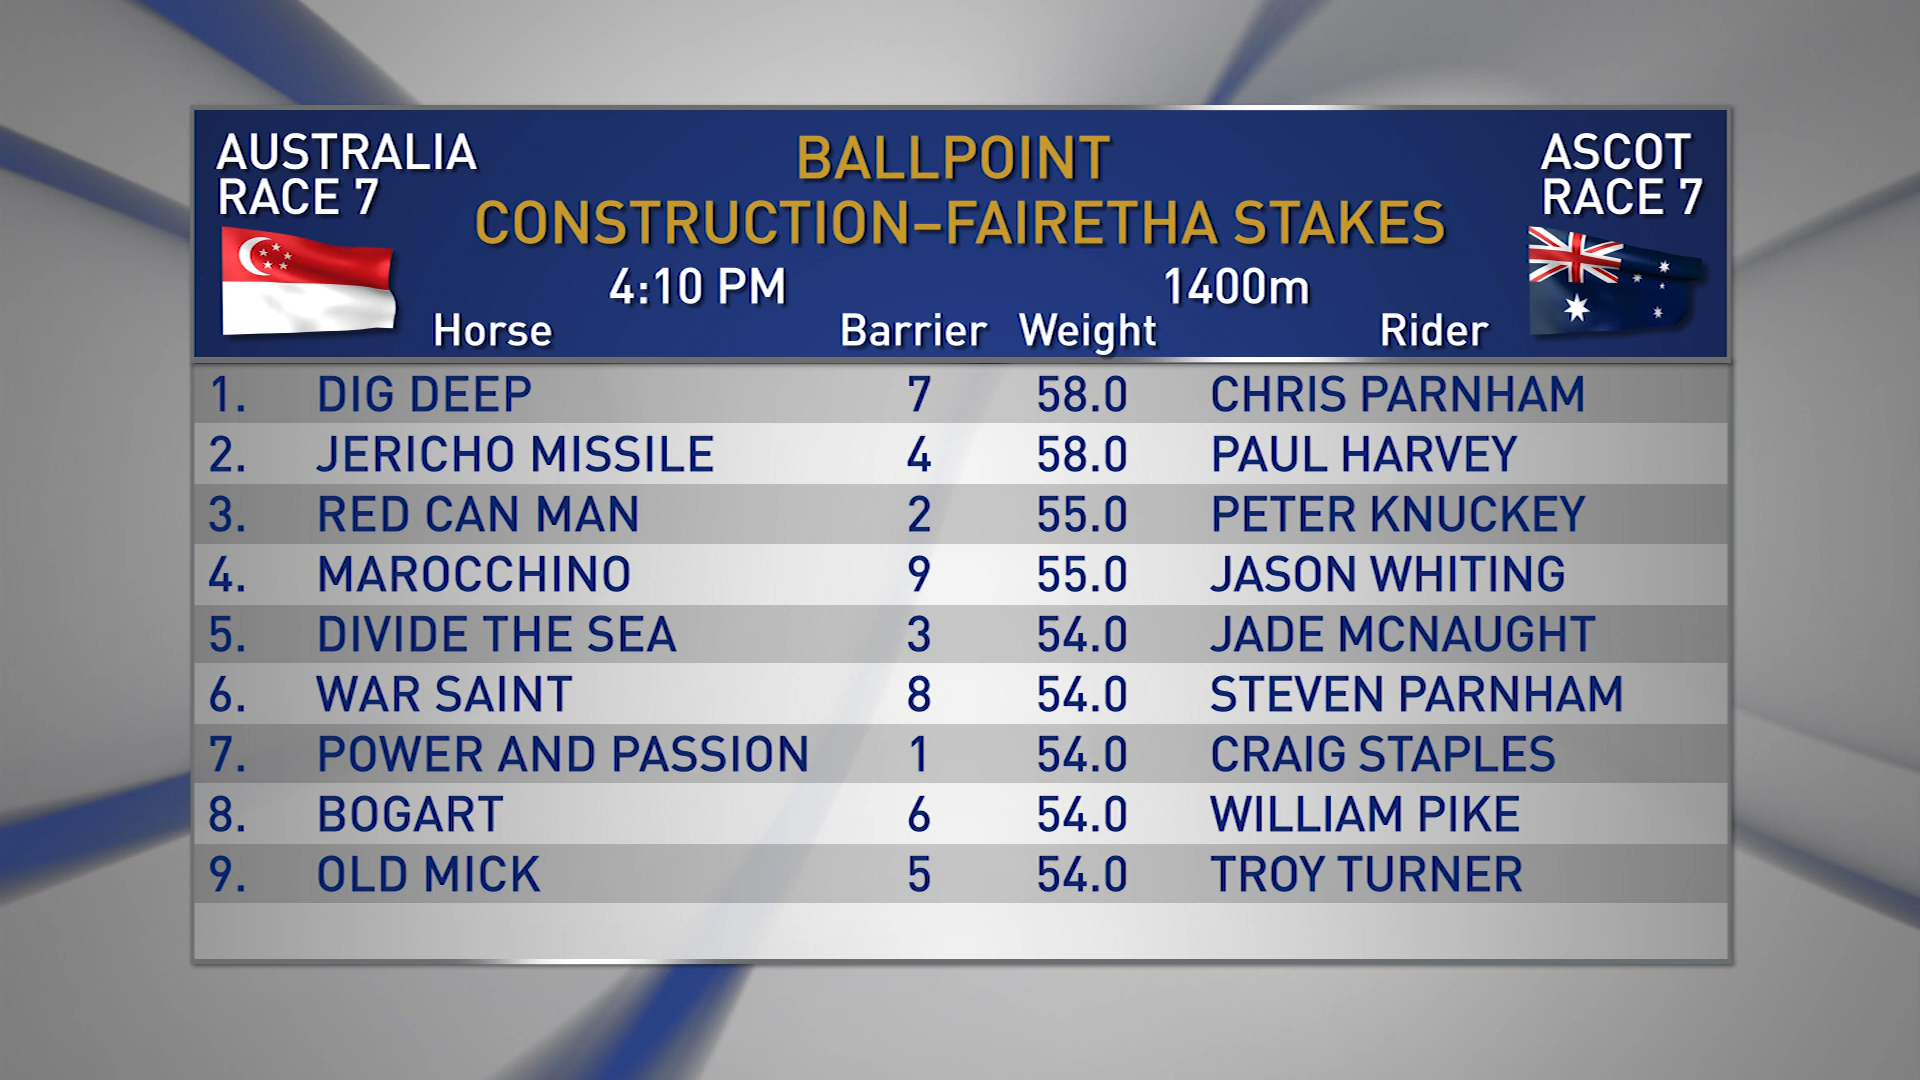 AUSTRALIA
RACE 7
BALLPOINT
CONSTRUCTION–FAIRETHA STAKES
ASCOT
RACE 7
4:10 PM 1400m
Horse Barrier Weight Rider
1. DIG DEEP 7 58.0 CHRIS PARNHAM
2. JERICHO MISSILE 4 58.0 PAUL HARVEY
3. RED CAN MAN 2 55.0 PETER KNUCKEY
4. MAROCCHINO 9 55.0 JASON WHITING
5. DIVIDE THE SEA 3 54.0 JADE MCNAUGHT
6. WAR SAINT 8 54.0 STEVEN PARNHAM
7. POWER AND PASSION 1 54.0 CRAIG STAPLES
8. BOGART 6 54.0 WILLIAM PIKE
9. OLD MICK 5 54.0 TROY TURNER